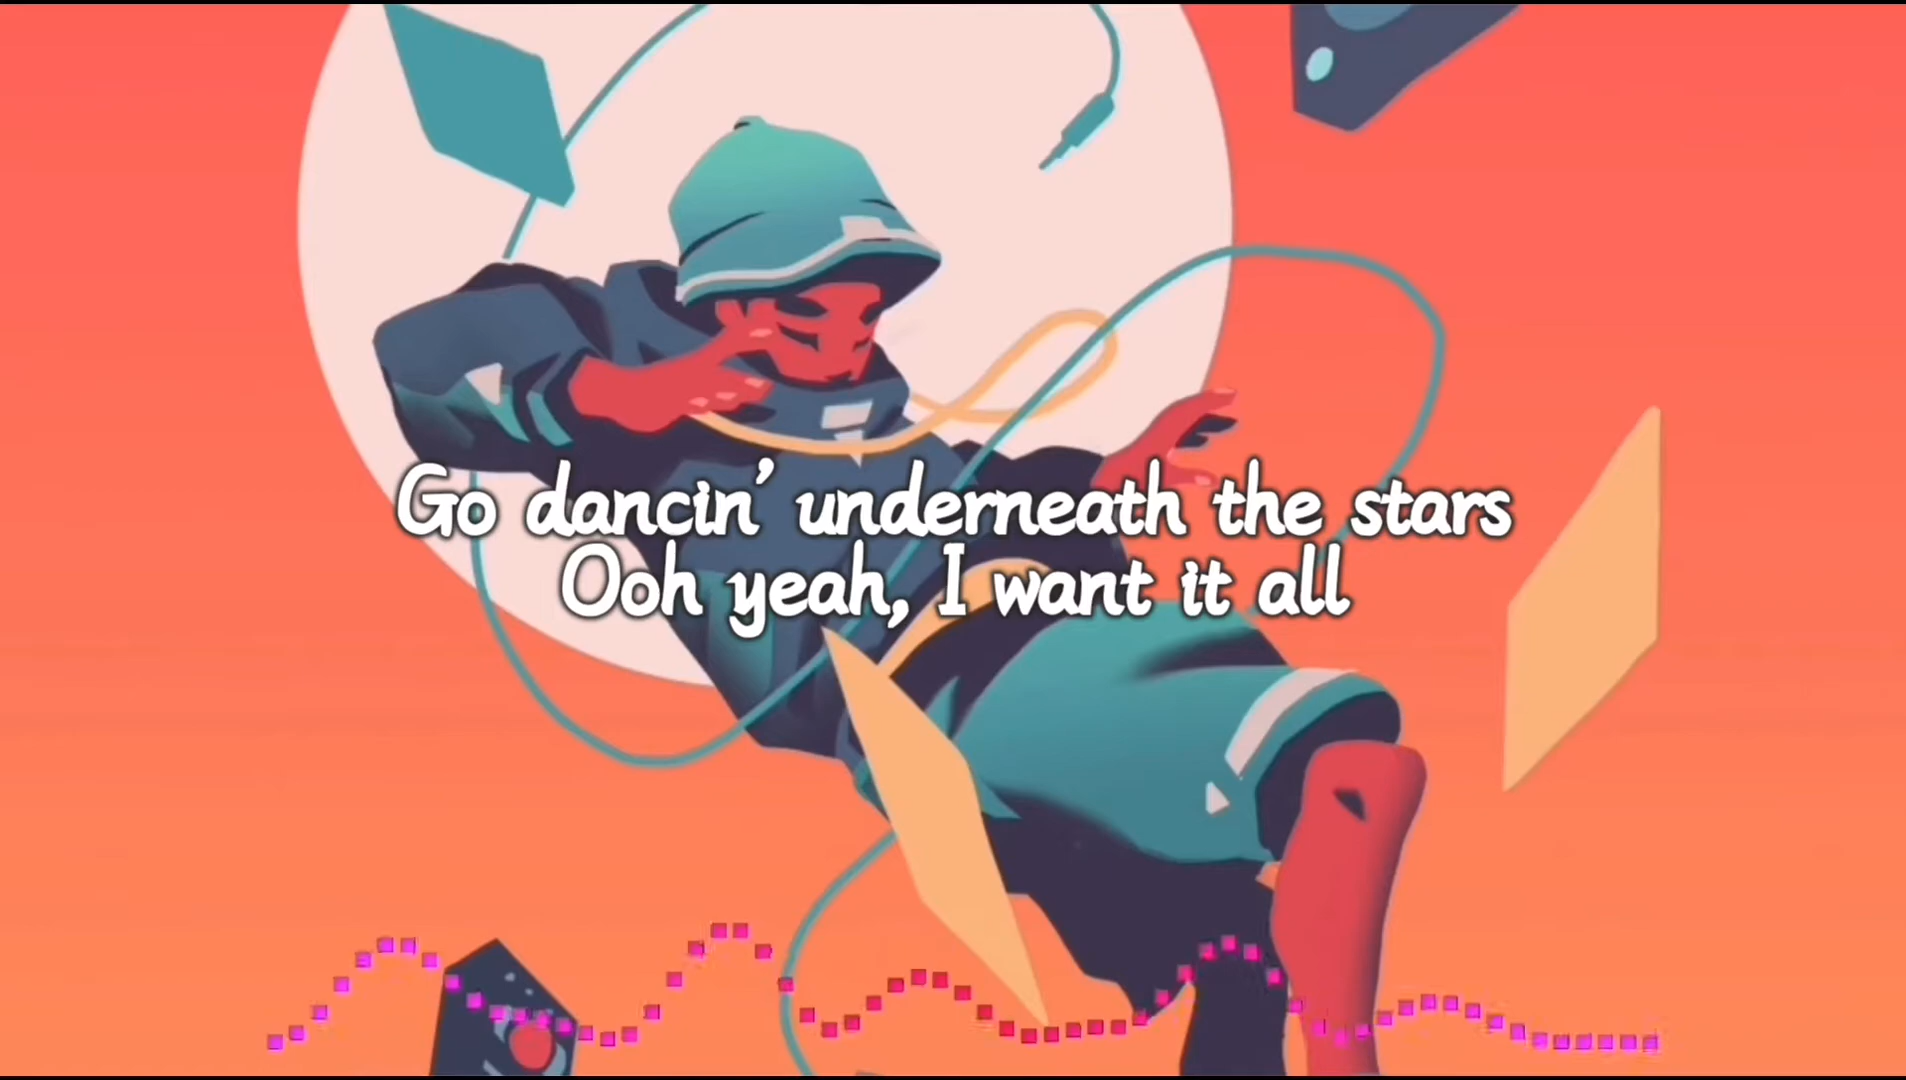 Go dancin’ underneath the stars
Ooh yeah, I want it all